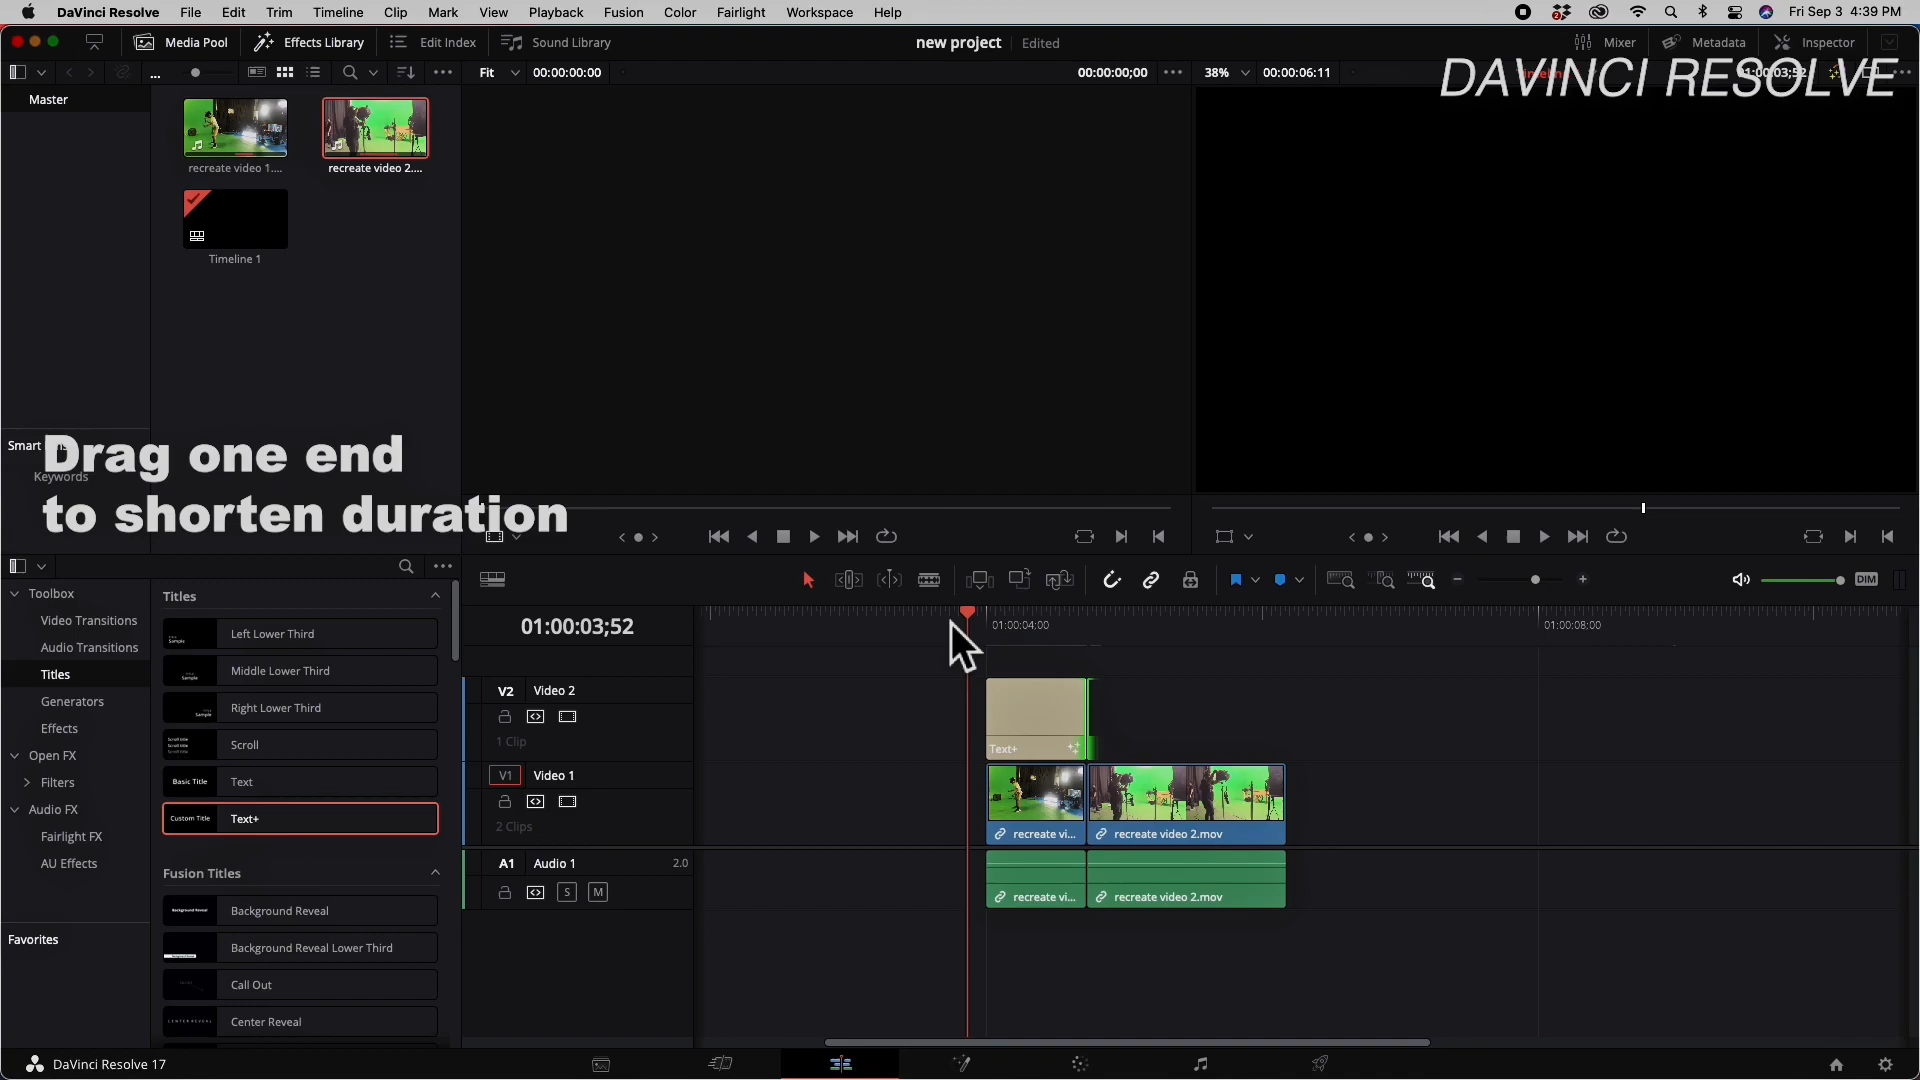 DaVinci Resolve File Edit Trim Timeline Clip Mark View Playback Fusion Color Fairlight Workspace Help
Fri Sep 3 4:39 PM
Media Pool Effects Library Edit Index Sound Library
new project Edited
Mixer Metadata Inspector
Fit 00:00:00:00
00:00:00;00
38% 00:00:06:11
DAVINCI RESOLVE
Master
recreate video 1....
recreate video 2....
Timeline 1
Smart
Keywords
Drag one end
to shorten duration
Toolbox
Video Transitions
Audio Transitions
Titles
Generators
Effects
Open FX
Filters
Audio FX
Fairlight FX
AU Effects
Favorites
Titles
Left Lower Third
Middle Lower Third
Right Lower Third
Scroll
Basic Title Text
Custom Title Text+
Fusion Titles
Background Reveal
Background Reveal Lower Third
Call Out
CENTER REVEAL Center Reveal
DIM
01:00:03;52
01:00:04;00
01:00:08;00
V2 Video 2
1 Clip
Text+
V1 Video 1
2 Clips
recreate vi...
recreate video 2.mov
A1 Audio 1 2.0
S M
recreate vi...
recreate video 2.mov
DaVinci Resolve 17